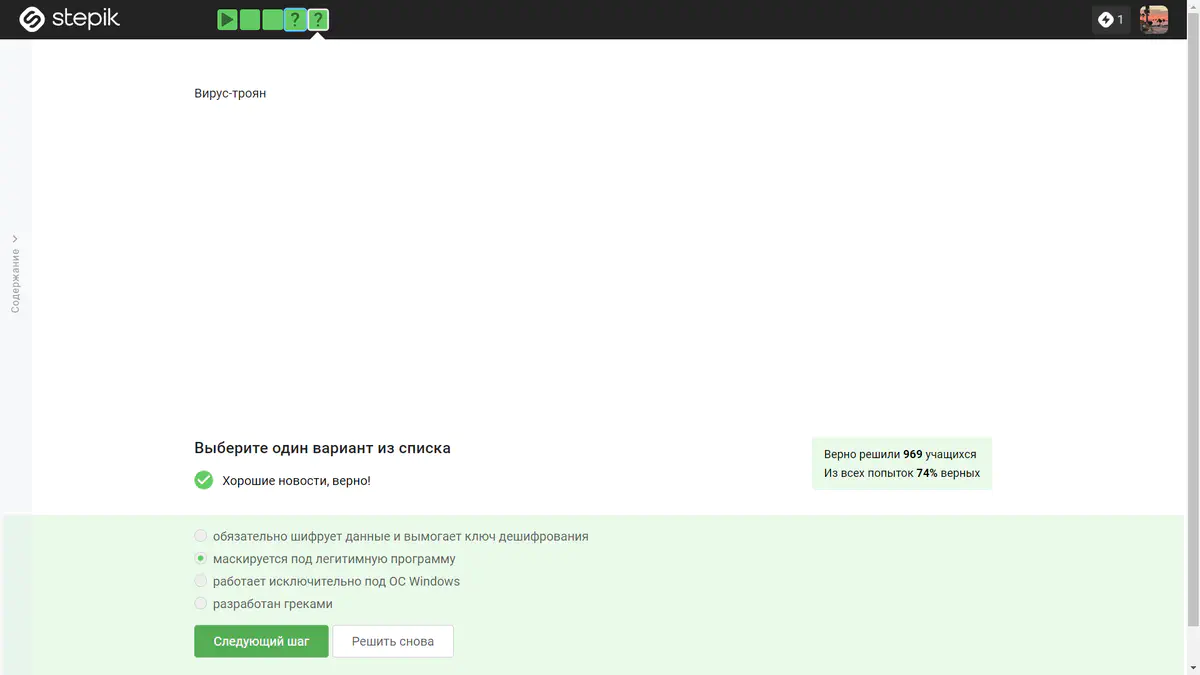 stepik
? ?
1
Содержание
Вирус-троян
Выберите один вариант из списка
Хорошие новости, верно!
Верно решили 969 учащихся
Из всех попыток 74% верных
обязательно шифрует данные и вымогает ключ дешифрования
маскируется под легитимную программу
работает исключительно под ОС Windows
разработан греками
Следующий шаг
Решить снова